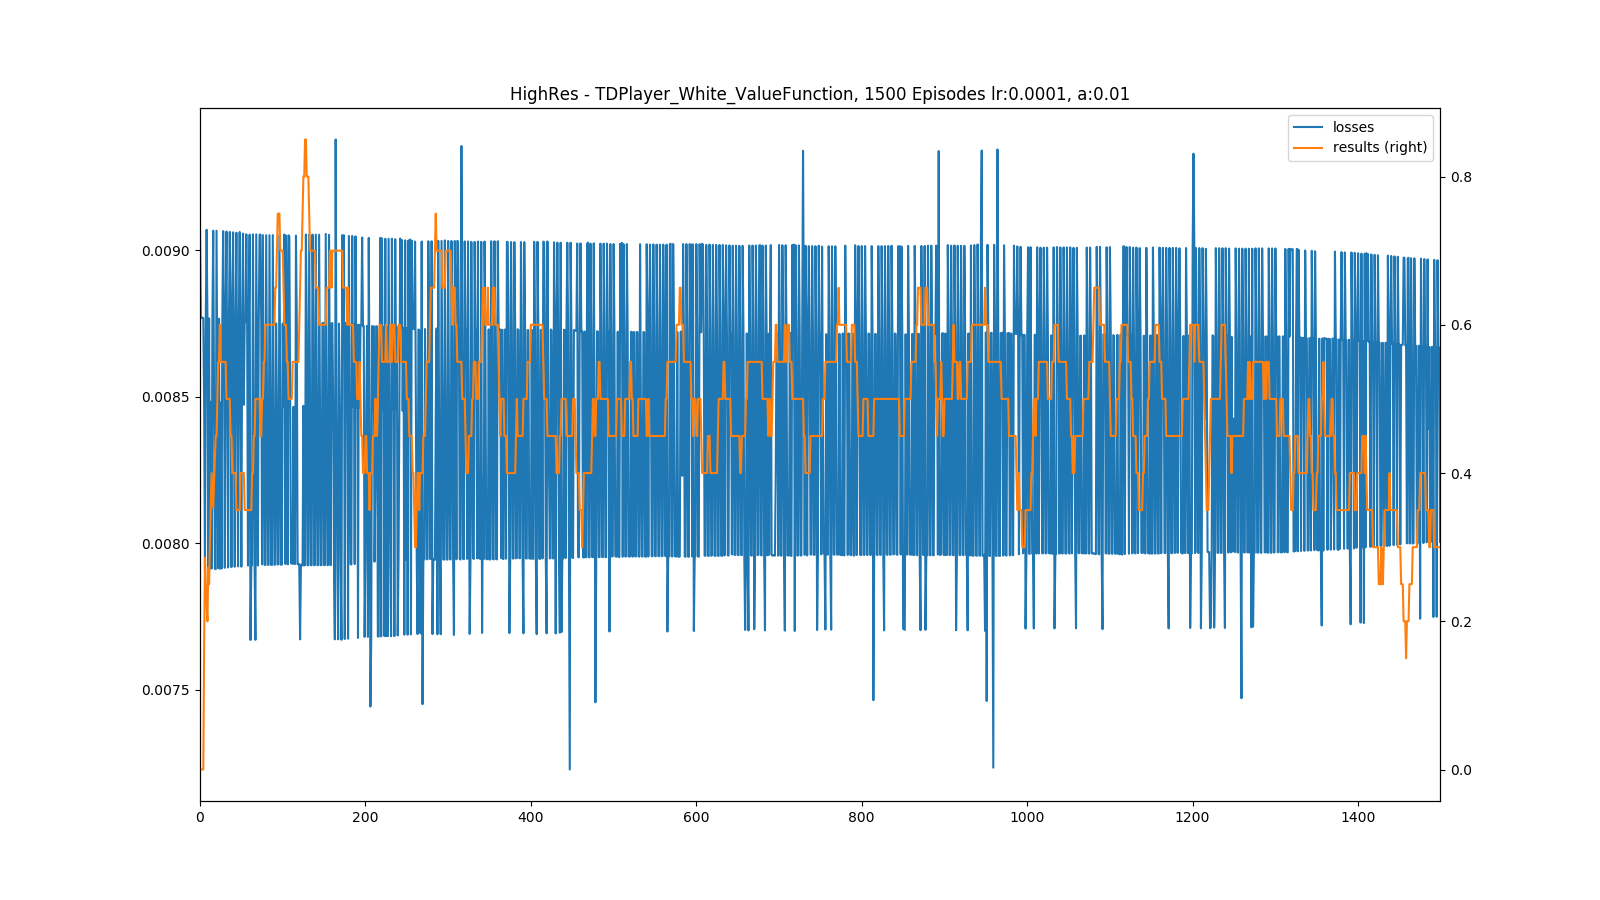 HighRes - TDPlayer_White_ValueFunction, 1500 Episodes lr:0.0001, a:0.01
losses
results (right)
0.0090
0.0085
0.0080
0.0075
0.8
0.6
0.4
0.2
0.0
0 200 400 600 800 1000 1200 1400